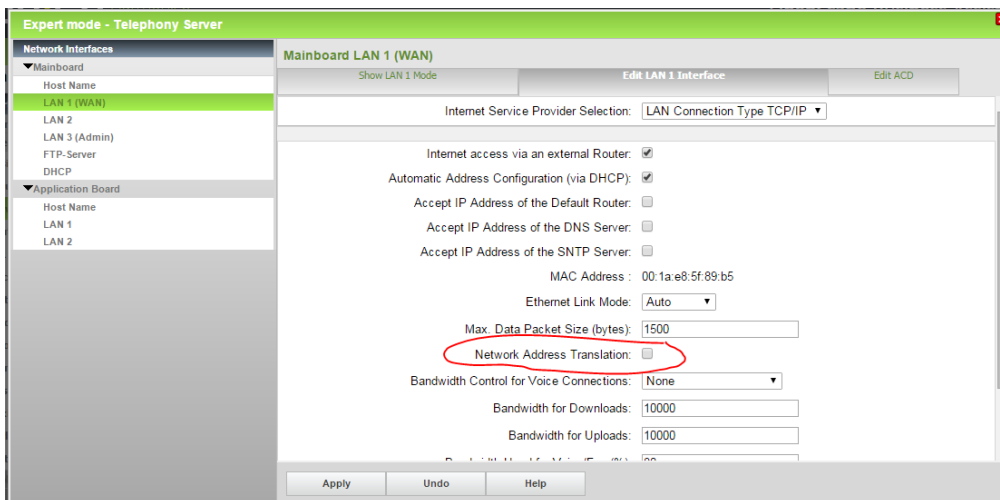 Expert mode - Telephony Server
Network Interfaces
Mainboard
Host Name
LAN 1 (WAN)
LAN 2
LAN 3 (Admin)
FTP-Server
DHCP
Application Board
Host Name
LAN 1
LAN 2
Mainboard LAN 1 (WAN)
Show LAN 1 Mode Edit LAN 1 Interface Edit ACD
Internet Service Provider Selection: LAN Connection Type TCP/IP
Internet access via an external Router:
Automatic Address Configuration (via DHCP):
Accept IP Address of the Default Router:
Accept IP Address of the DNS Server:
Accept IP Address of the SNTP Server:
MAC Address : 00:1a:e8:5f:89:b5
Ethernet Link Mode: Auto
Max. Data Packet Size (bytes): 1500
Network Address Translation:
Bandwidth Control for Voice Connections: None
Bandwidth for Downloads: 10000
Bandwidth for Uploads: 10000
Apply Undo Help